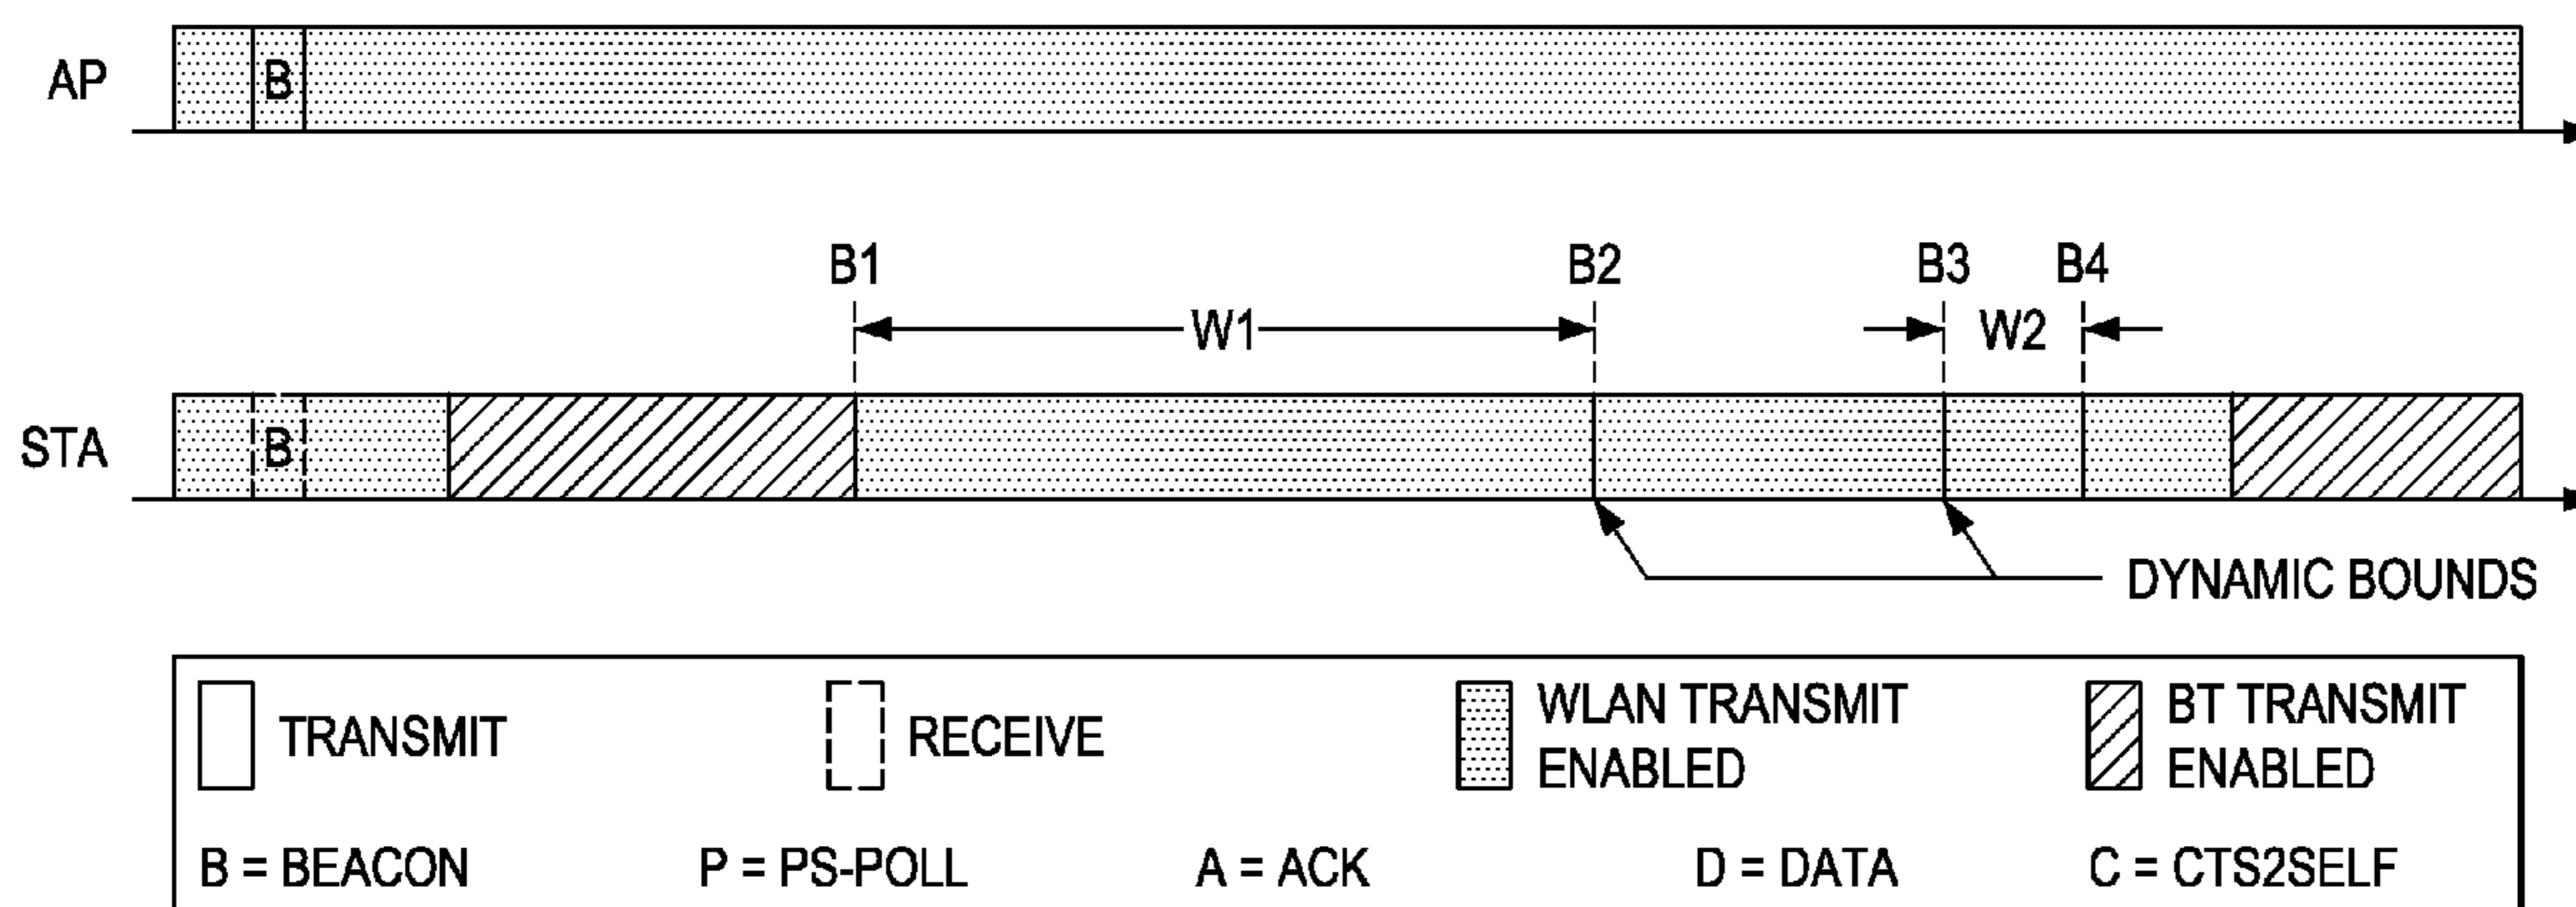 AP
B
B1
B2
B3
B4
W1
W2
STA
B
DYNAMIC BOUNDS
TRANSMIT
RECEIVE
WLAN TRANSMIT
ENABLED
BT TRANSMIT
ENABLED
B = BEACON
P = PS-POLL
A = ACK
D = DATA
C = CTS2SELF